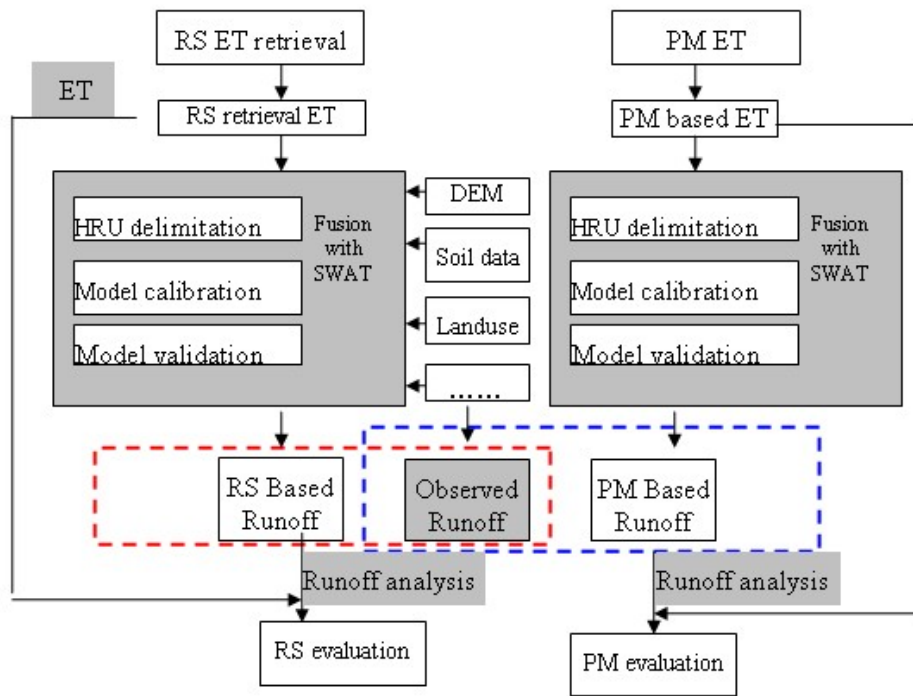 RS ET retrieval
PM ET
ET
RS retrieval ET
PM based ET
HRU delimitation
Model calibration
Model validation
Fusion
with
SWAT
DEM
Soil data
Landuse
......
HRU delimitation
Model calibration
Model validation
Fusion
with
SWAT
RS Based
Runoff
Observed
Runoff
PM Based
Runoff
Runoff analysis
Runoff analysis
RS evaluation
PM evaluation